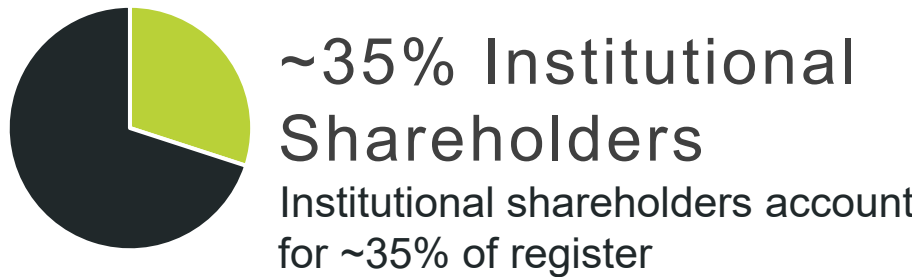 ~35% Institutional
Shareholders
Institutional shareholders account
for ~35% of register